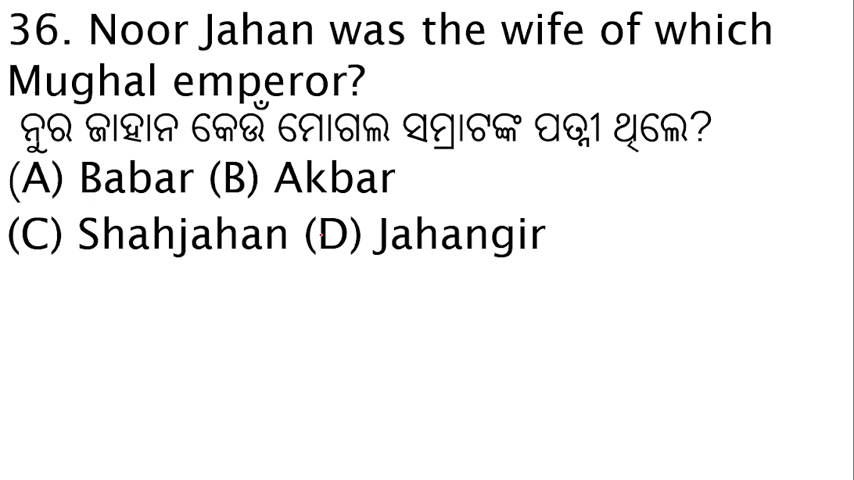 36. Noor Jahan was the wife of which
Mughal emperor?
ନୁର ଜାହାନ କେଉଁ ମୋଗଲ ସମ୍ରାଟଙ୍କ ପତ୍ନୀ ଥିଲେ?
(A) Babar (B) Akbar
(C) Shahjahan (D) Jahangir